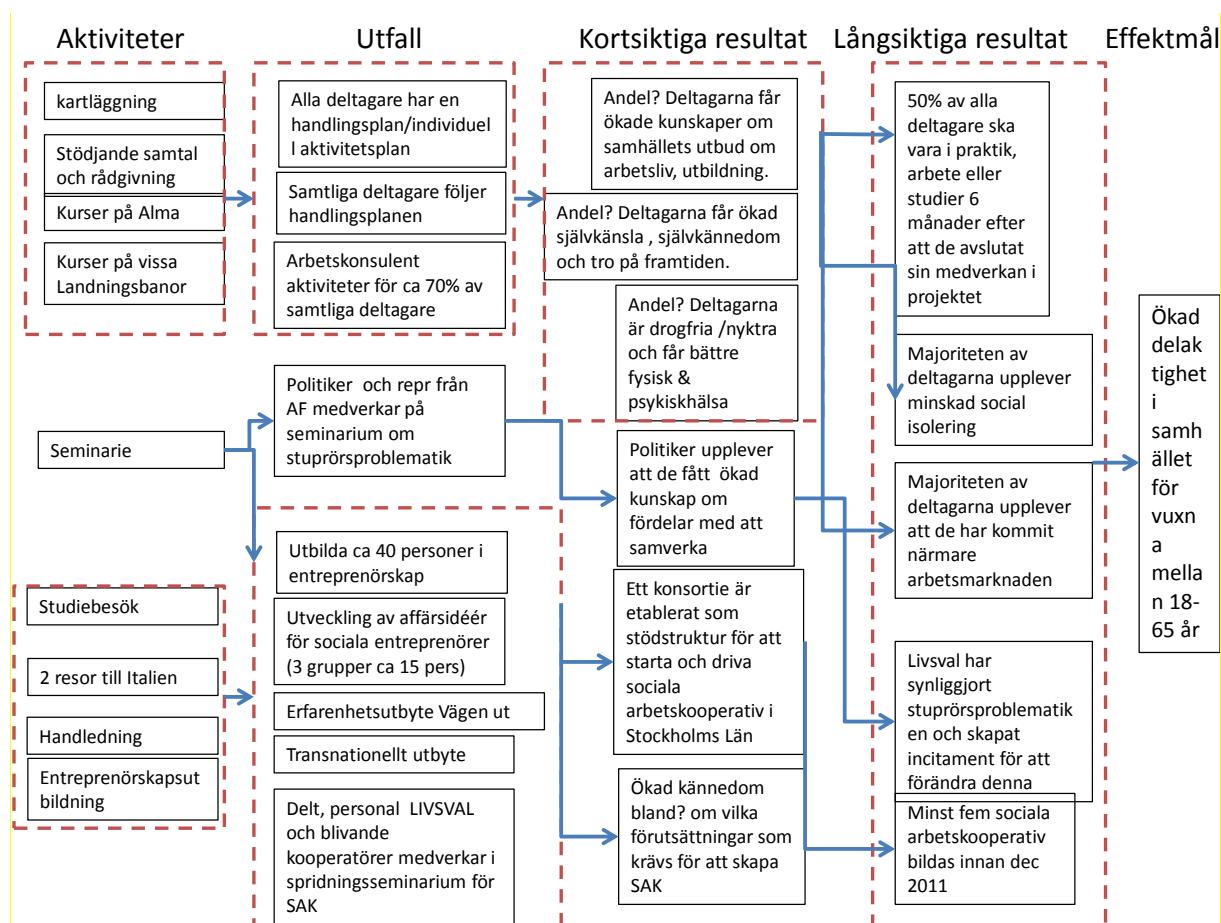 Aktiviteter
Utfall
Kortsiktiga resultat
Långsiktiga resultat
Effektmål
kartläggning
Stödjande samtal
och rådgivning
Kurser på Alma
Kurser på vissa
Landningsbanor
Seminarie
Studiebesök
2 resor till Italien
Handledning
Entreprenörskapsut
bildning
Alla deltagare har en
handlingsplan/individuel
l aktivitetsplan
Samtliga deltagare följer
handlingsplanen
Arbetskonsulent
aktiviteter för ca 70% av
samtliga deltagare
Politiker och repr från
AF medverkar på
seminarium om
stuprörsproblematik
Utbilda ca 40 personer i
entreprenörskap
Utveckling av affärsidéér
för sociala entreprenörer
(3 grupper ca 15 pers)
Erfarenhetsutbyte Vägen ut
Transnationellt utbyte
Delt, personal LIVSVAL
och blivande
kooperatörer medverkar i
spridningsseminarium för
SAK
Andel? Deltagarna får
ökade kunskaper om
samhällets utbud om
arbetsliv, utbildning.
Andel? Deltagarna får ökad
självkänsla , självkännedom
och tro på framtiden.
Andel? Deltagarna
är drogfria /nyktra
och får bättre
fysisk &
psykiskhälsa
Politiker upplever
att de fått ökad
kunskap om
fördelar med att
samverka
Ett konsortie är
etablerat som
stödstruktur för att
starta och driva
sociala
arbetskooperativ i
Stockholms Län
Ökad kännedom
bland? om vilka
förutsättningar som
krävs för att skapa
SAK
50% av alla
deltagare ska
vara i praktik,
arbete eller
studier 6
månader efter
att de avslutat
sin medverkan i
projektet
Majoriteten av
deltagarna upplever
minskad social
isolering
Majoriteten av
deltagarna upplever
att de har kommit
närmare
arbetsmarknaden
Livsval har
synliggjort
stuprörsproblematik
en och skapat
incitament för att
förändra denna
Minst fem sociala
arbetskooperativ
bildas innan dec
2011
Ökad
delak
tighet
i
samh
ället
för
vuxn
a
mella
n 18-
65 år